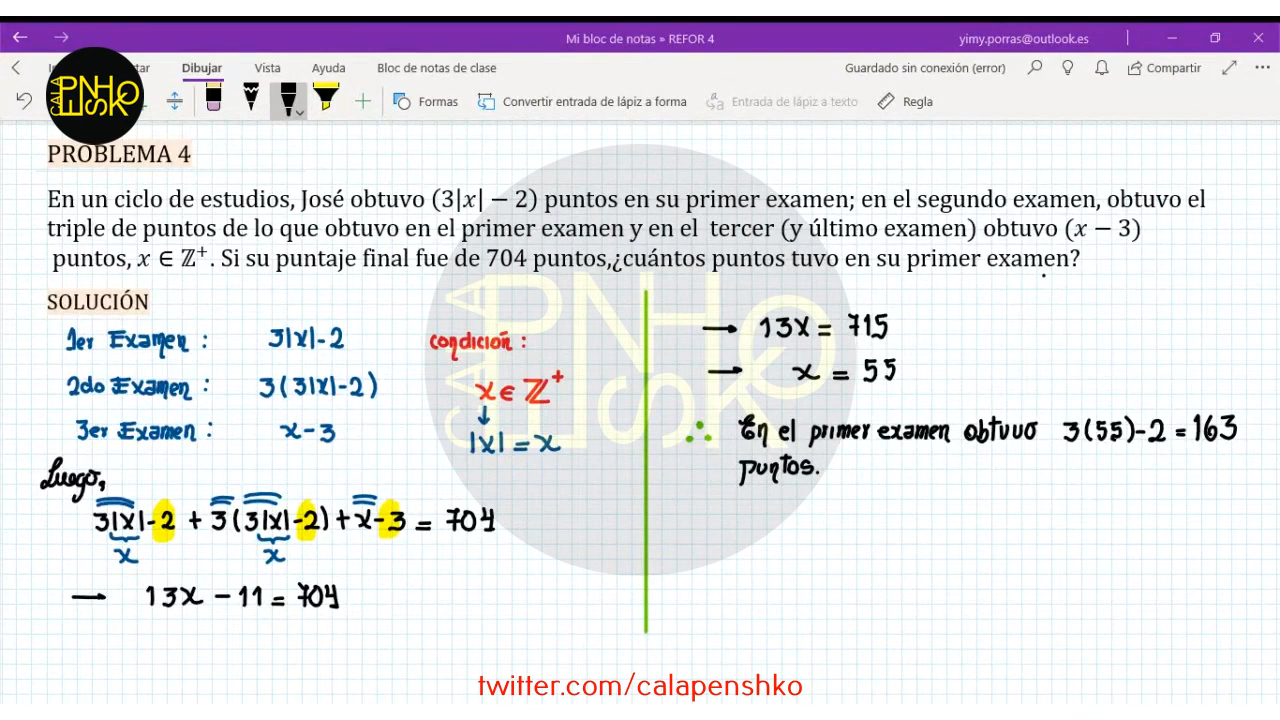 Mi bloc de notas » REFOR 4
yimy.porras@outlook.es
Dibujar Vista Ayuda Bloc de notas de clase
Guardado sin conexión (error) Compartir
Formas Convertir entrada de lápiz a forma Entrada de lápiz a texto Regla
PROBLEMA 4
En un ciclo de estudios, José obtuvo (3|x| − 2) puntos en su primer examen; en el segundo examen, obtuvo el
triple de puntos de lo que obtuvo en el primer examen y en el tercer (y último examen) obtuvo (x − 3)
puntos, x ∈ ℤ⁺. Si su puntaje final fue de 704 puntos,¿cuántos puntos tuvo en su primer examen?
SOLUCIÓN
1er Examen : 3|x|-2
2do Examen : 3(3|x|-2)
3er Examen : x-3
condición :
x ∈ ℤ⁺
↓
|x| = x
Luego,
3|x|-2 + 3(3|x|-2) + x-3 = 704
x x
→ 13x - 11 = 704
→ 13x = 715
→ x = 55
∴ En el primer examen obtuvo 3(55)-2 = 163
puntos.
twitter.com/calapenshko